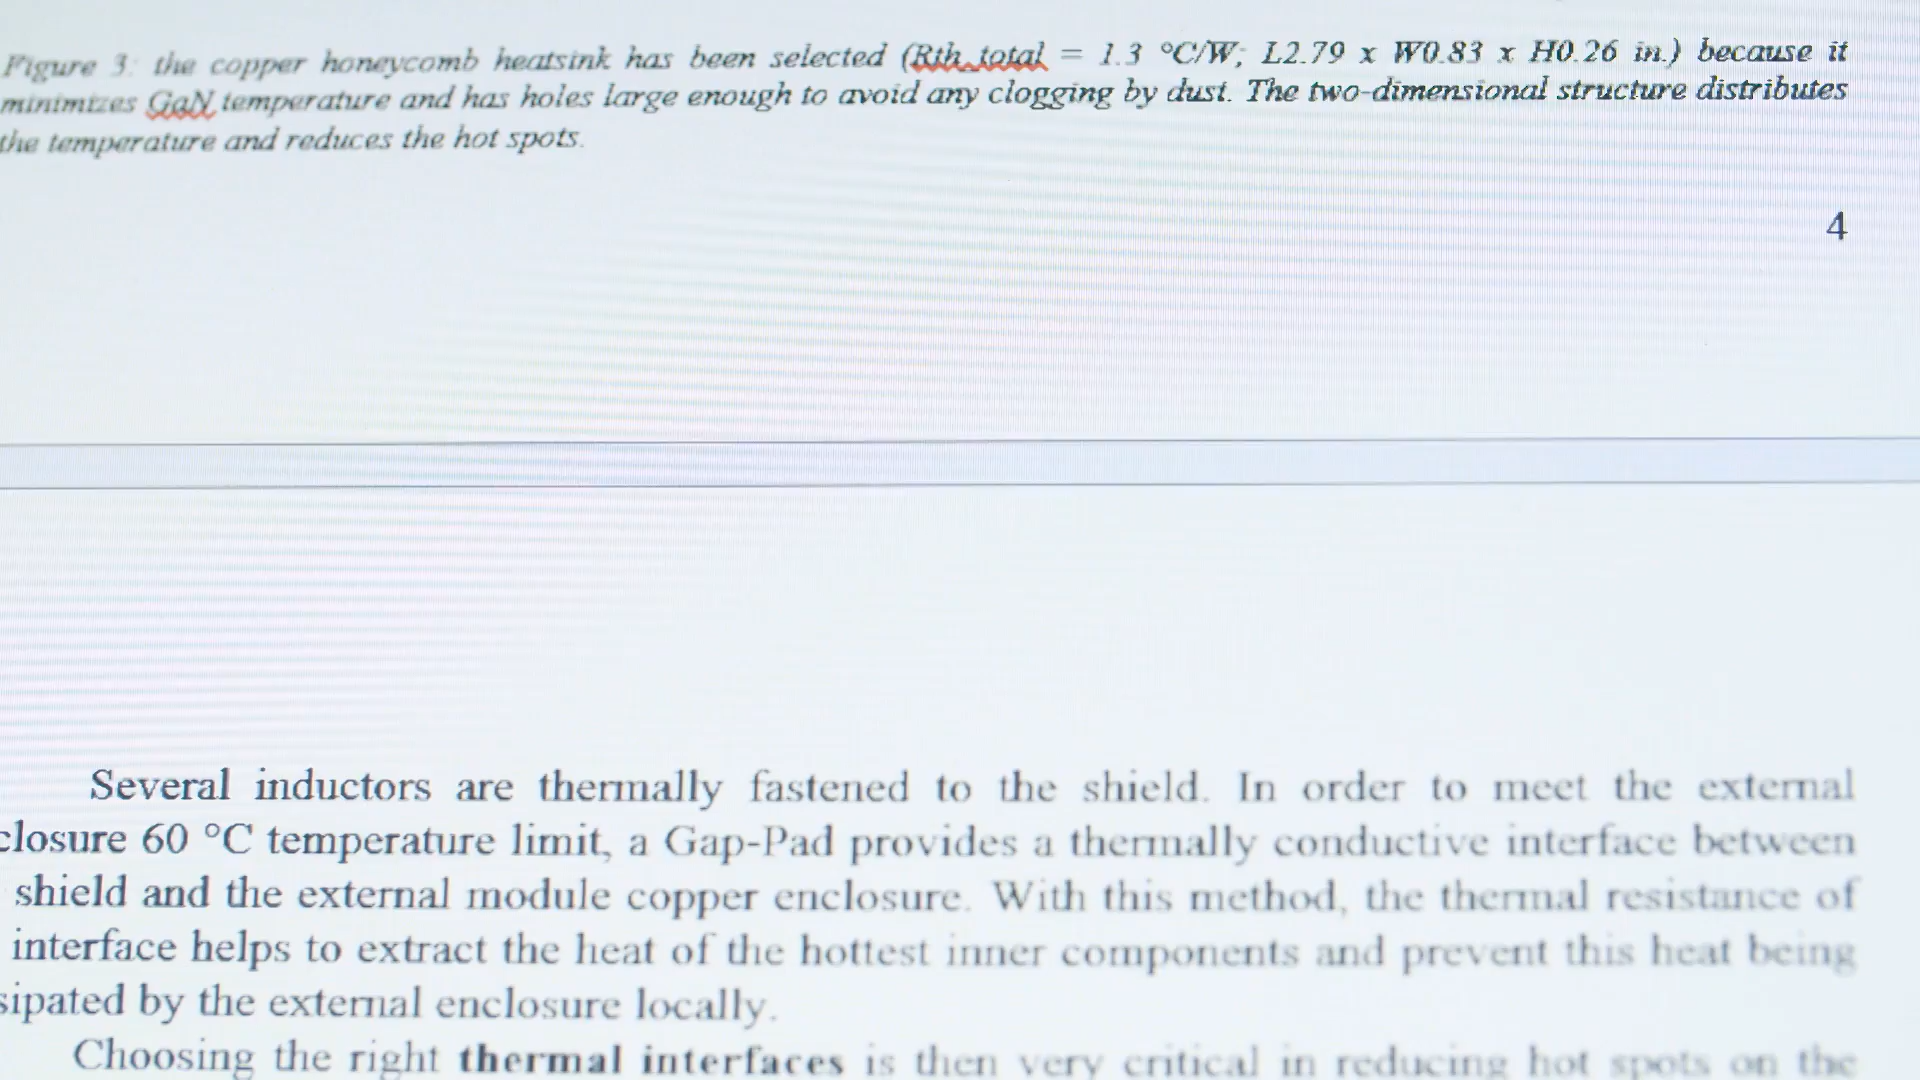 Figure 3: the copper honeycomb heatsink has been selected (Rth_total = 1.3 °C/W; L2.79 x W0.83 x H0.26 in.) because it
minimizes GaN temperature and has holes large enough to avoid any clogging by dust. The two-dimensional structure distributes
the temperature and reduces the hot spots.
4
Several inductors are thermally fastened to the shield. In order to meet the external
closure 60 °C temperature limit, a Gap-Pad provides a thermally conductive interface between
shield and the external module copper enclosure. With this method, the thermal resistance of
interface helps to extract the heat of the hottest inner components and prevent this heat being
sipated by the external enclosure locally.
Choosing the right thermal interfaces is then very critical in reducing hot spots on the